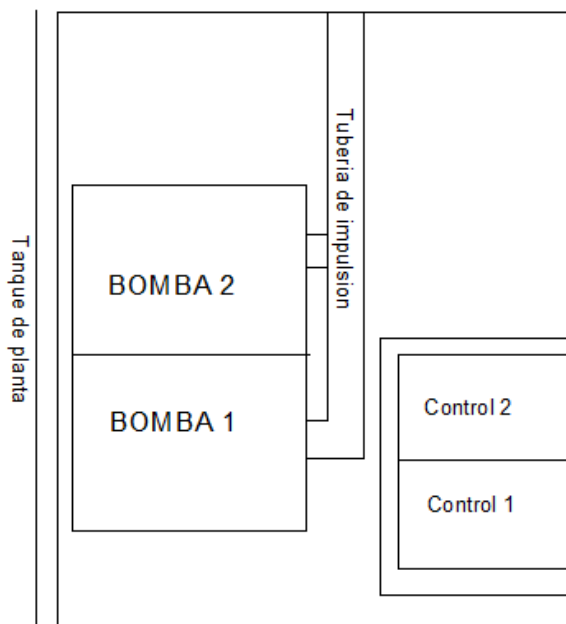 Tanque de planta
Tuberia de impulsion
BOMBA 2
BOMBA 1
Control 2
Control 1